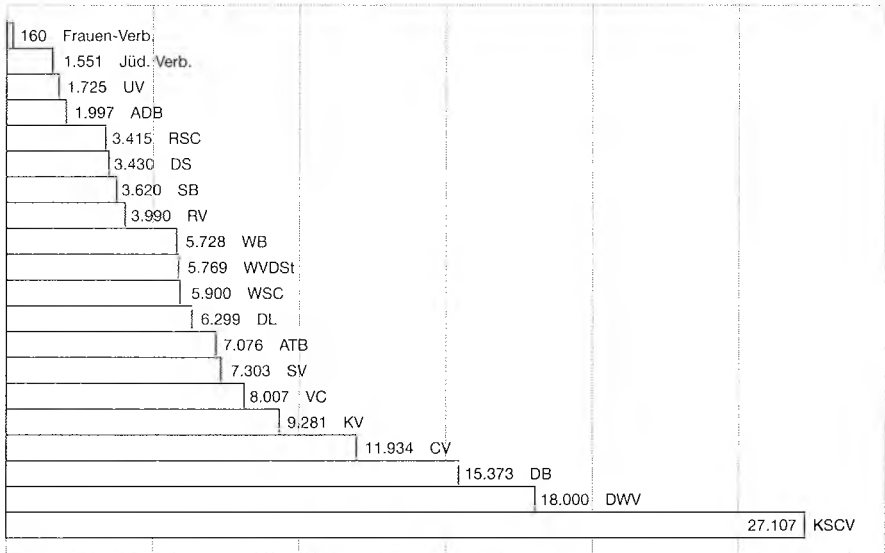 160 Frauen-Verb.
1.551 Jüd. Verb.
1.725 UV
1.997 ADB
3.415 RSC
3.430 DS
3.620 SB
3.990 RV
5.728 WB
5.769 WVDSt
5.900 WSC
6.299 DL
7.076 ATB
7.303 SV
8.007 VC
9.281 KV
11.934 CV
15.373 DB
18.000 DWV
27.107 KSCV